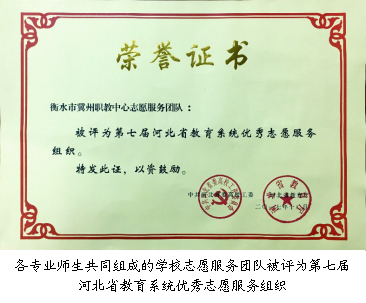 荣誉证书
衡水市冀州职教中心志愿服务团队：
被评为第七届河北省教育系统优秀志愿服务
组织。
特发此证，以资鼓励。
各专业师生共同组成的学校志愿服务团队被评为第七届
河北省教育系统优秀志愿服务组织